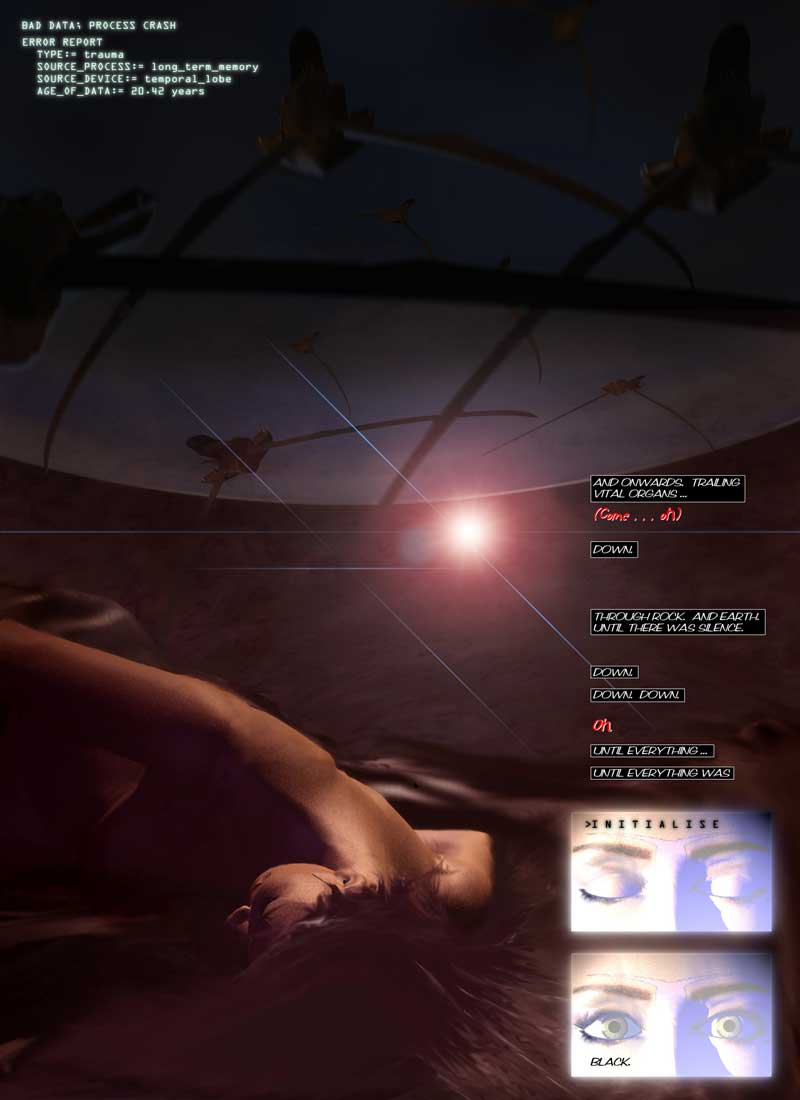 BAD DATA; PROCESS CRASH
ERROR REPORT
TYPE:= trauma
SOURCE_PROCESS:= long_term_memory
SOURCE_DEVICE:= temporal_lobe
AGE_OF_DATA:= 20.42 years
AND ONWARDS. TRAILING
VITAL ORGANS ...
(Come . . . oh)
DOWN.
THROUGH ROCK. AND EARTH.
UNTIL THERE WAS SILENCE.
DOWN.
DOWN. DOWN.
Oh
UNTIL EVERYTHING ...
UNTIL EVERYTHING WAS
>INITIALISE
BLACK.